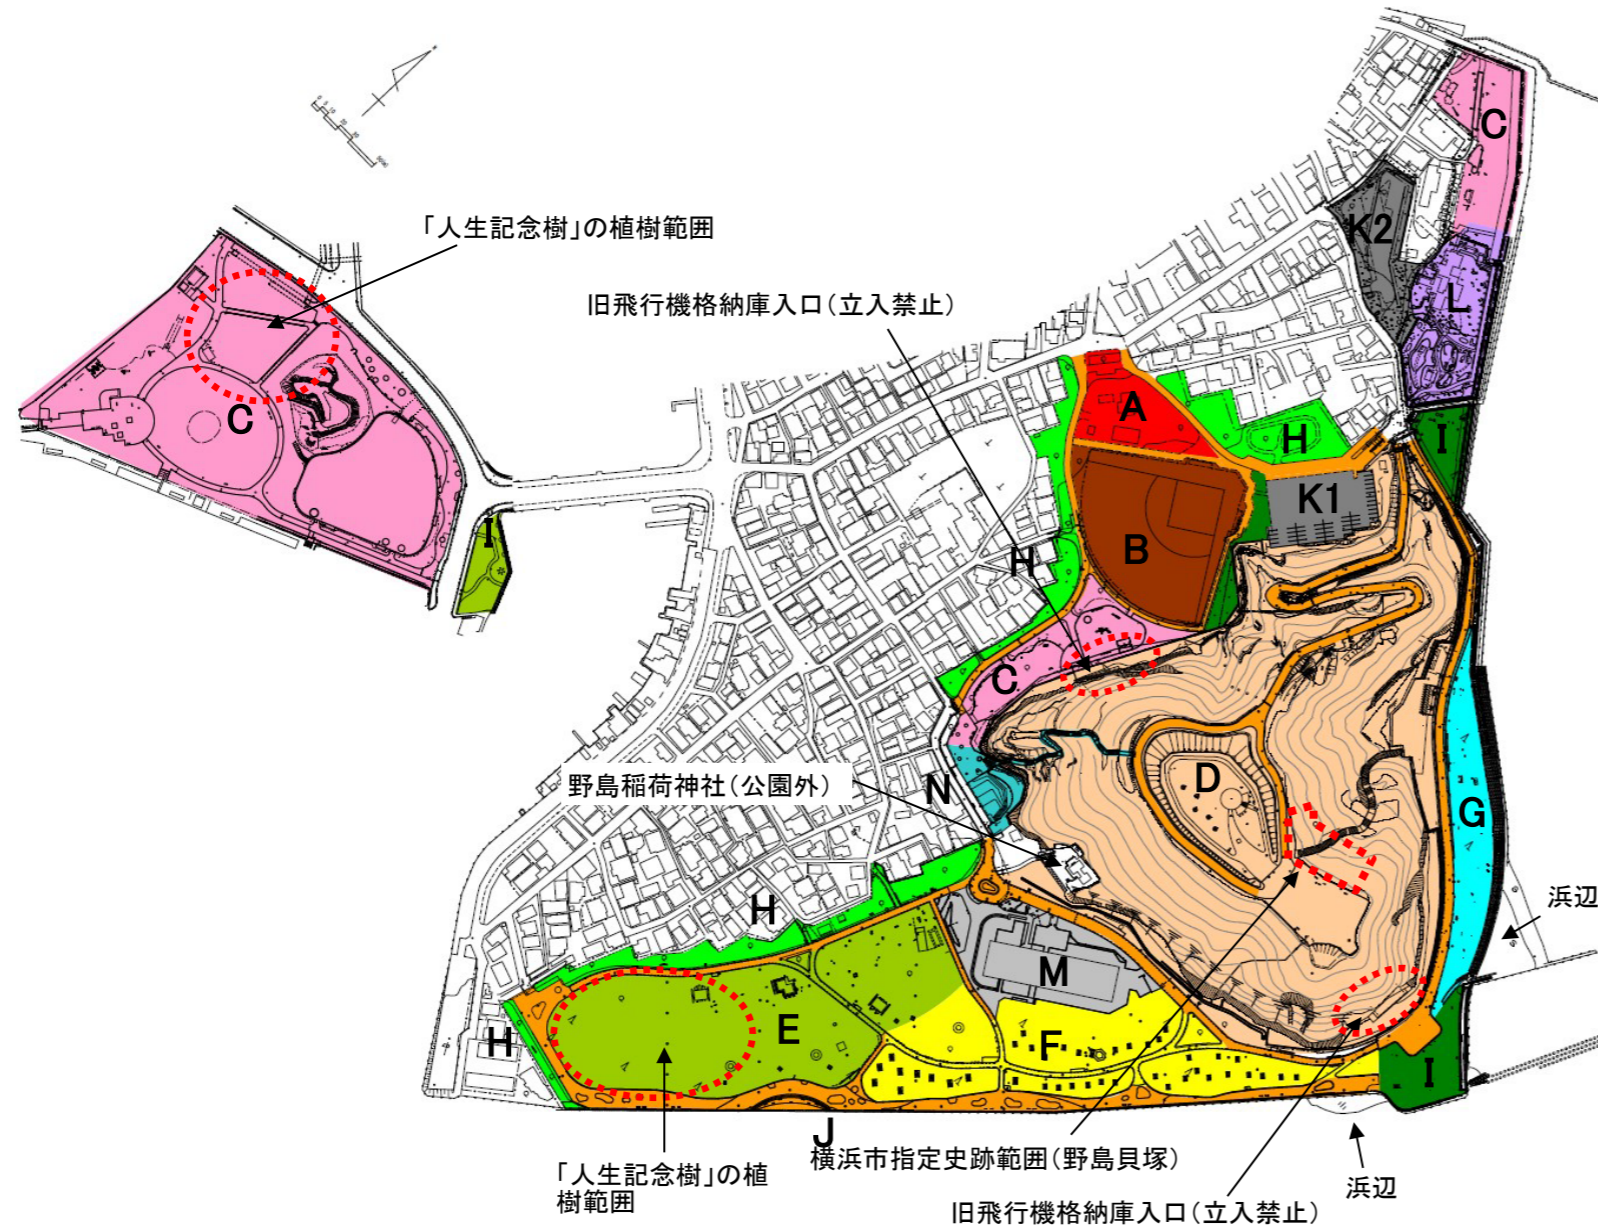 「人生記念樹」の植樹範囲
旧飛行機格納庫入口(立入禁止)
C
K2
L
C
A
H
I
K1
I
B
H
C
D
野島稲荷神社(公園外)
N
G
浜辺
H
M
E
F
H
I
J
横浜市指定史跡範囲(野島貝塚)
「人生記念樹」の植
樹範囲
浜辺
旧飛行機格納庫入口(立入禁止)